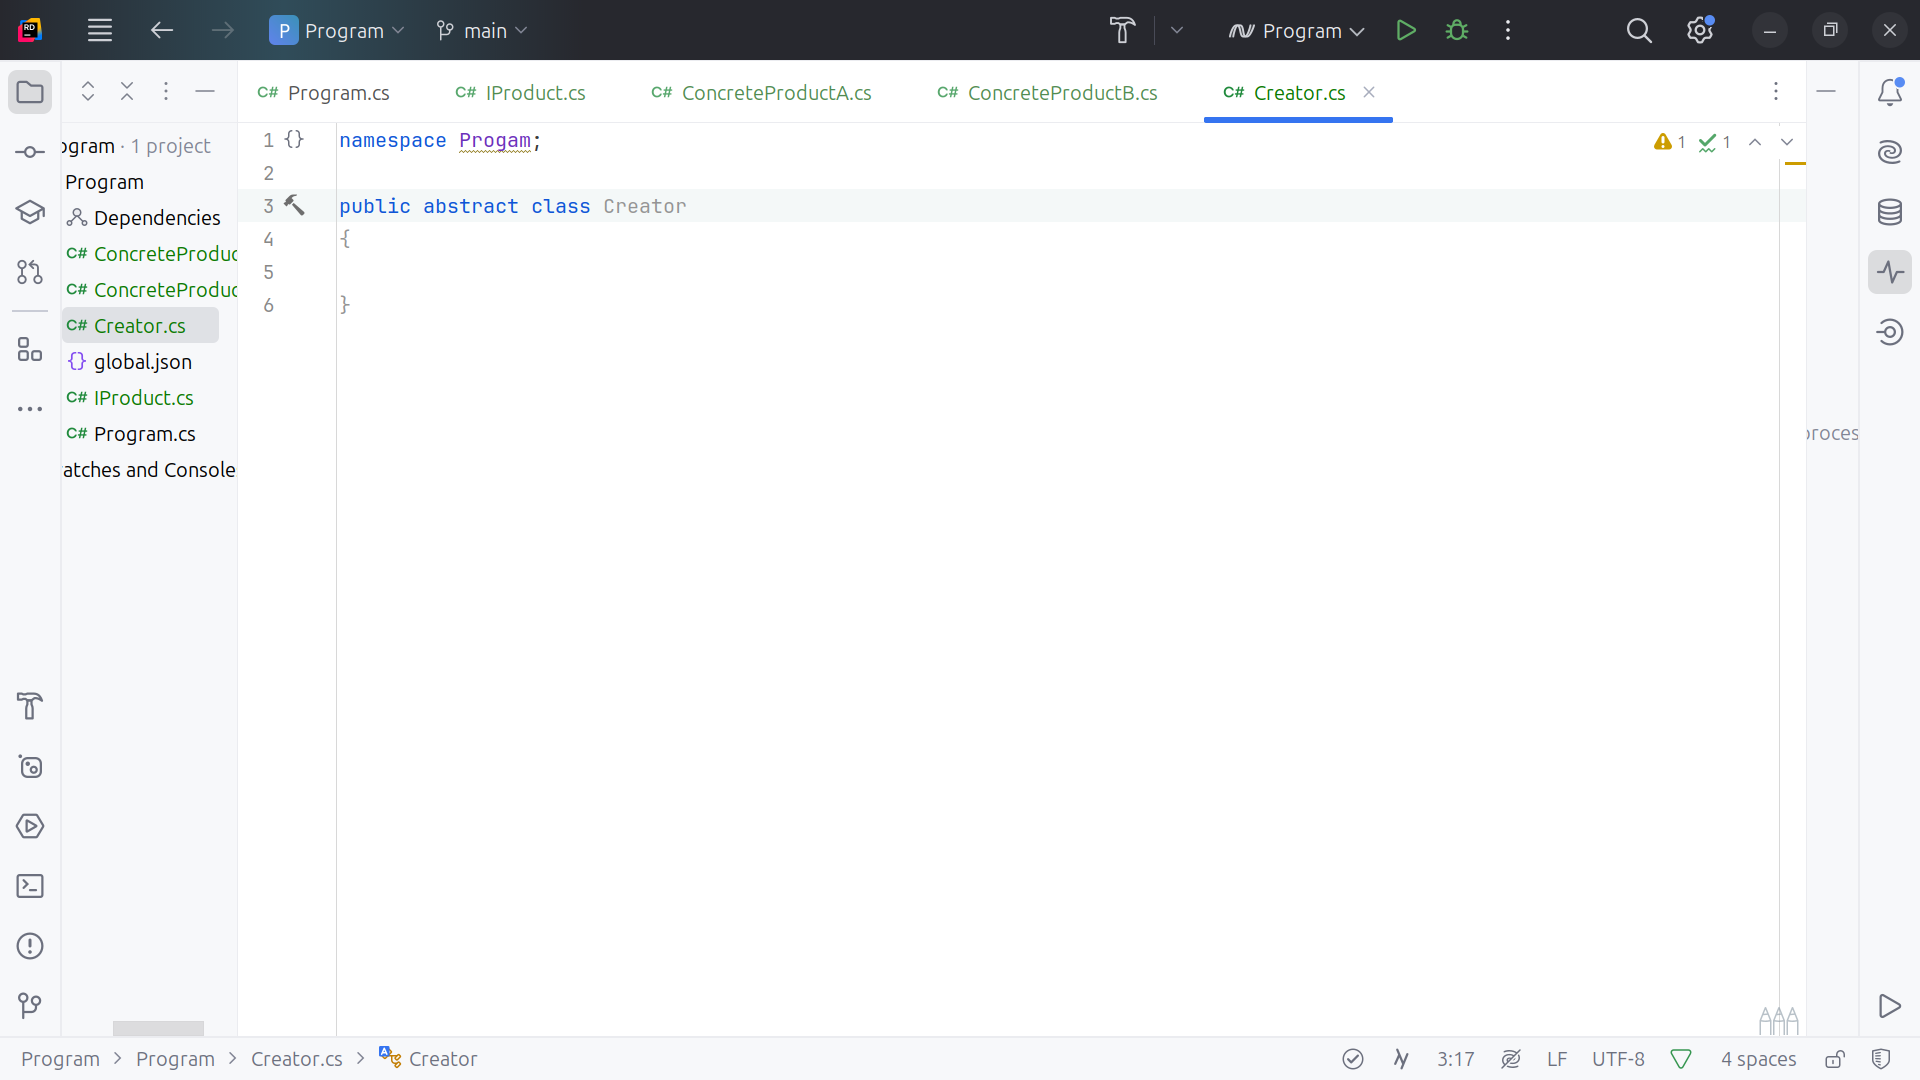 P Program main Program
Program.cs IProduct.cs ConcreteProductA.cs ConcreteProductB.cs Creator.cs
ogram · 1 project
Program
Dependencies
C# ConcreteProduc
C# ConcreteProduc
C# Creator.cs
{} global.json
C# IProduct.cs
C# Program.cs
atches and Console
1 {} namespace Progam;
2
3 public abstract class Creator
4 {
5
6 }
1 1
proces
Program > Program > Creator.cs > Creator
3:17 LF UTF-8 4 spaces